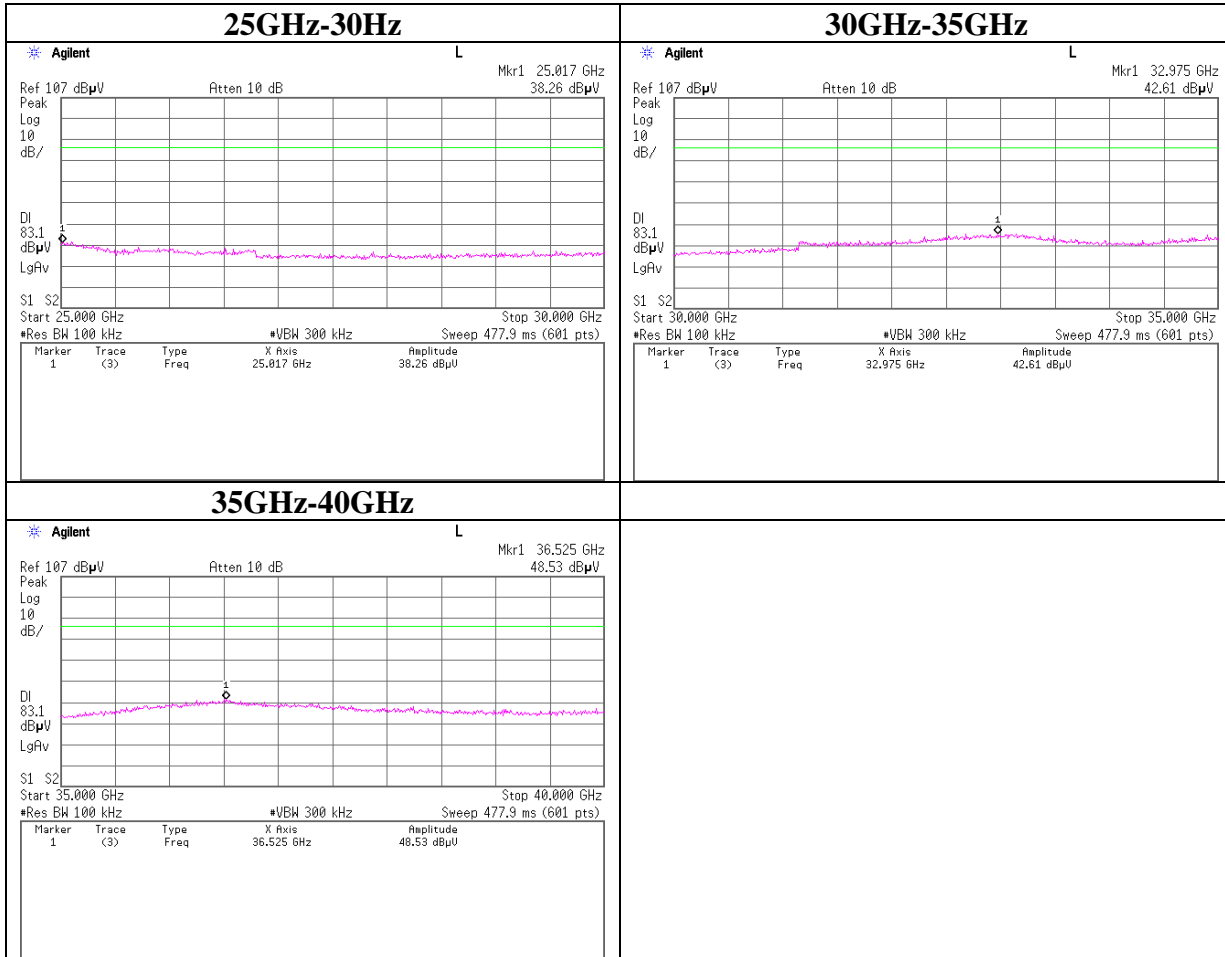 25GHz-30Hz
Agilent L
Mkr1 25.017 GHz
Ref 107 dBµV Atten 10 dB 38.26 dBµV
Peak
Log
10
dB/
DI
83.1
dBµV
LgAv
S1 S2
1
Start 25.000 GHz Stop 30.000 GHz
#Res BW 100 kHz #VBW 300 kHz Sweep 477.9 ms (601 pts)
Marker Trace Type X Axis Amplitude
1 (3) Freq 25.017 GHz 38.26 dBµV
30GHz-35GHz
Agilent L
Mkr1 32.975 GHz
Ref 107 dBµV Atten 10 dB 42.61 dBµV
Peak
Log
10
dB/
DI
83.1
dBµV
LgAv
S1 S2
1
Start 30.000 GHz Stop 35.000 GHz
#Res BW 100 kHz #VBW 300 kHz Sweep 477.9 ms (601 pts)
Marker Trace Type X Axis Amplitude
1 (3) Freq 32.975 GHz 42.61 dBµV
35GHz-40GHz
Agilent L
Mkr1 36.525 GHz
Ref 107 dBµV Atten 10 dB 48.53 dBµV
Peak
Log
10
dB/
DI
83.1
dBµV
LgAv
S1 S2
1
Start 35.000 GHz Stop 40.000 GHz
#Res BW 100 kHz #VBW 300 kHz Sweep 477.9 ms (601 pts)
Marker Trace Type X Axis Amplitude
1 (3) Freq 36.525 GHz 48.53 dBµV